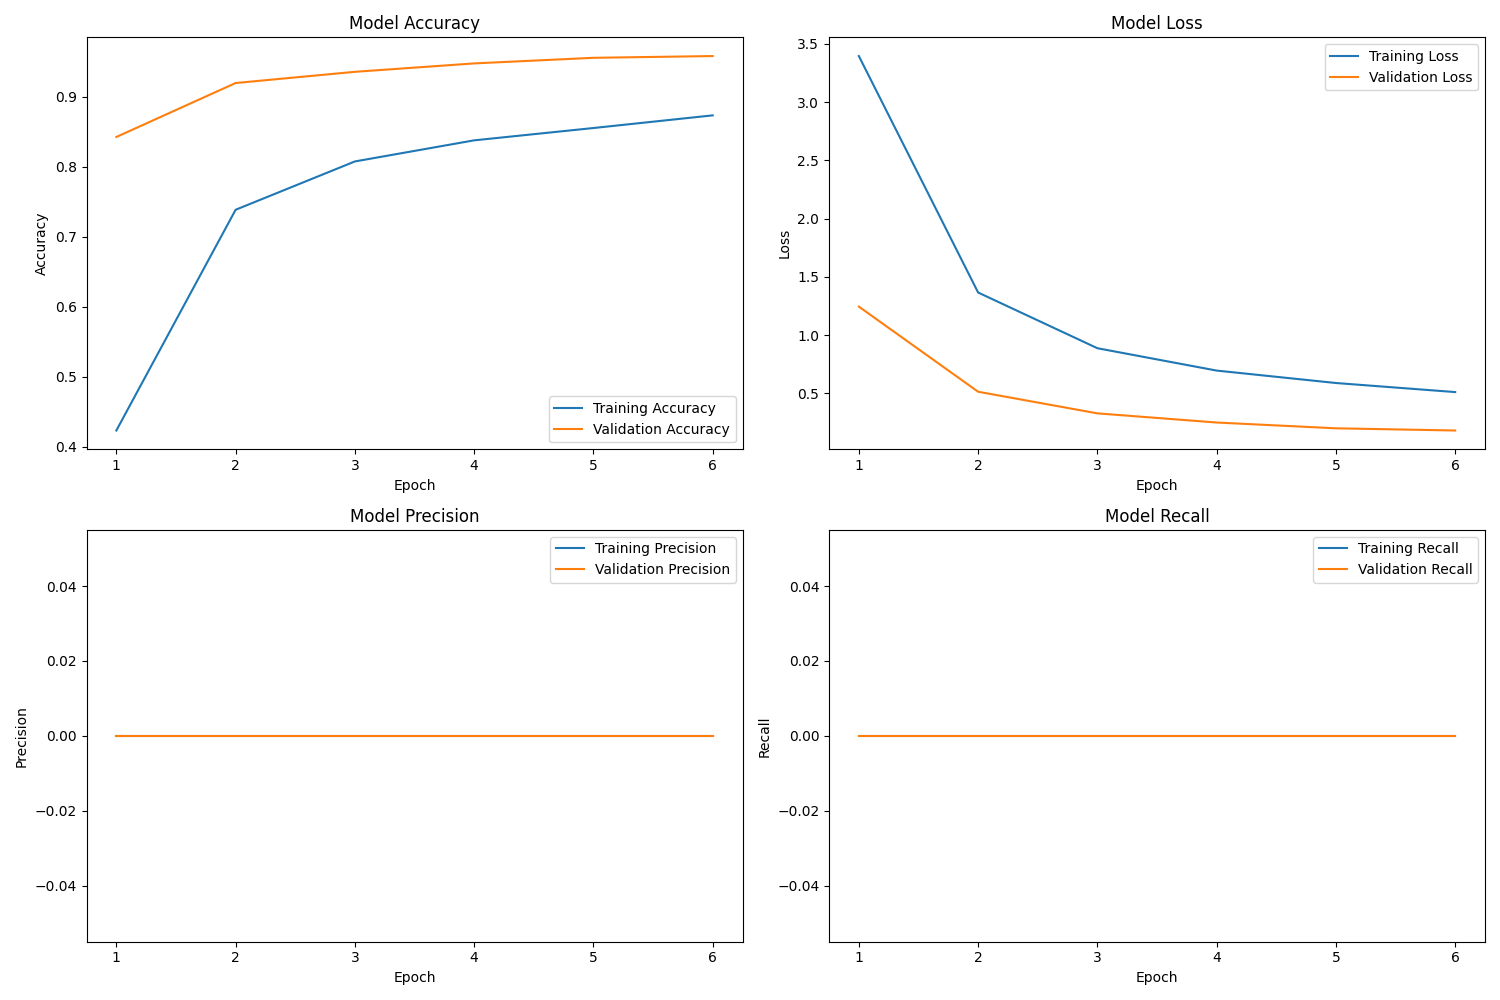 Model Accuracy
Accuracy
0.9
0.8
0.7
0.6
0.5
0.4
Training Accuracy
Validation Accuracy
1 2 3 4 5 6
Epoch
Model Loss
Loss
3.5
3.0
2.5
2.0
1.5
1.0
0.5
Training Loss
Validation Loss
1 2 3 4 5 6
Epoch
Model Precision
Precision
0.04
0.02
0.00
−0.02
−0.04
Training Precision
Validation Precision
1 2 3 4 5 6
Epoch
Model Recall
Recall
0.04
0.02
0.00
−0.02
−0.04
Training Recall
Validation Recall
1 2 3 4 5 6
Epoch